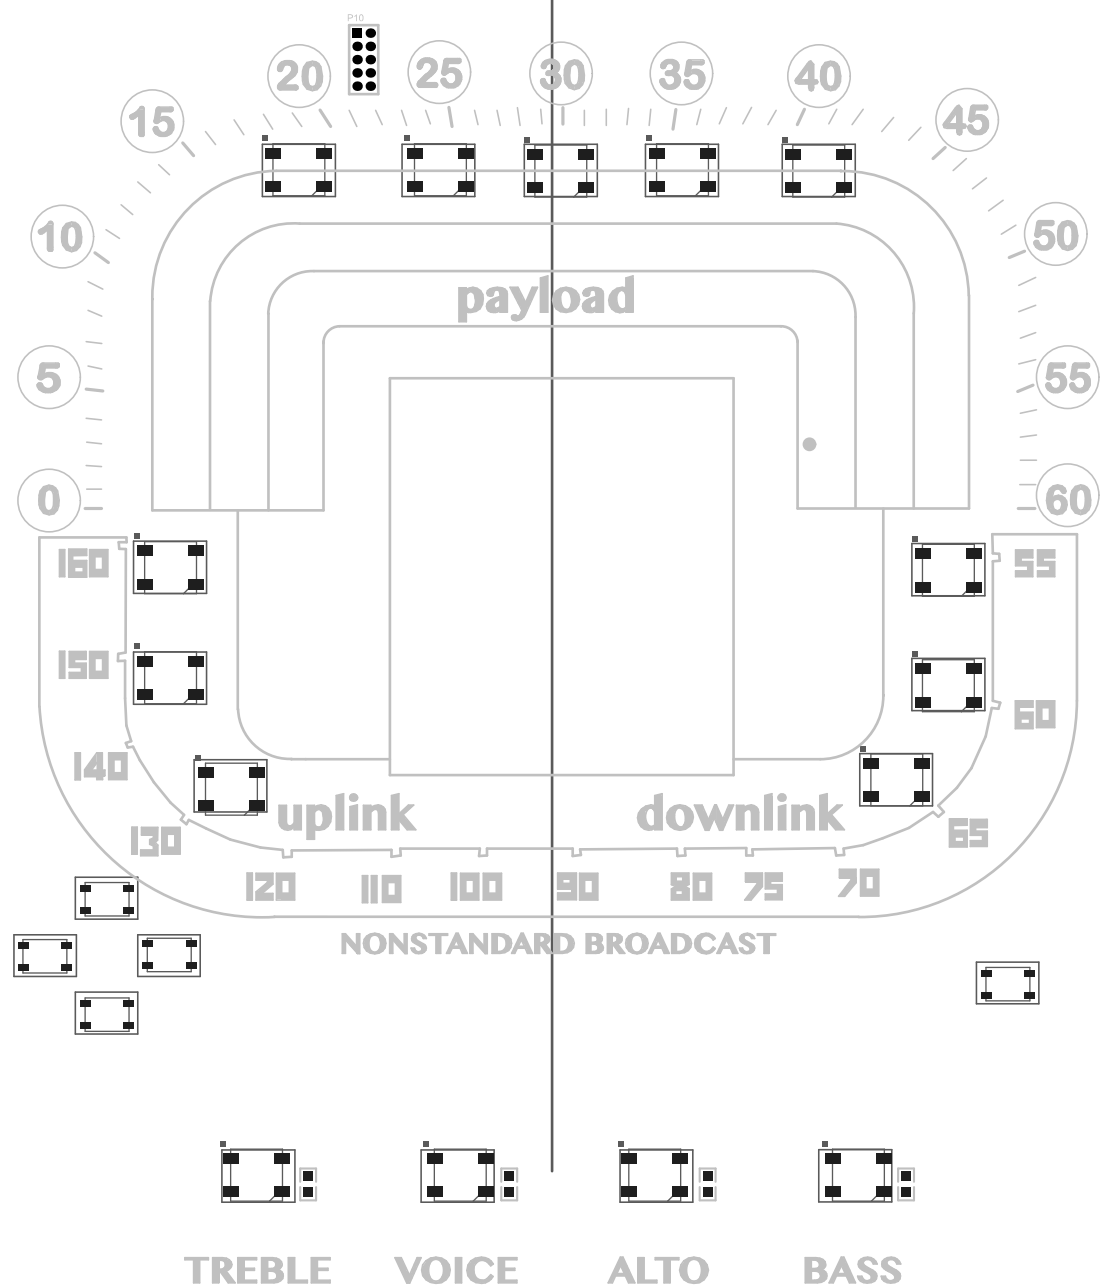 P10
20 25 30 35 40
15 45
10 50
payload
5 55
0 60
160 55
150 60
140
uplink downlink
130 65
120 110 100 90 80 75 70
NONSTANDARD BROADCAST
TREBLE VOICE ALTO BASS